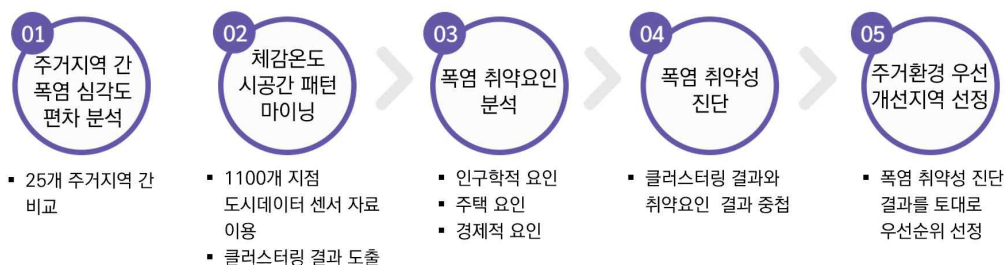 01
주거지역 간
폭염 심각도
편차 분석
▪ 25개 주거지역 간
비교
02
체감온도
시공간 패턴
마이닝
▪ 1100개 지점
도시데이터 센서 자료
이용
▪ 클러스터링 결과 도출
03
폭염 취약요인
분석
▪ 인구학적 요인
▪ 주택 요인
▪ 경제적 요인
04
폭염 취약성
진단
▪ 클러스터링 결과와
취약요인 결과 중첩
05
주거환경 우선
개선지역 선정
▪ 폭염 취약성 진단
결과를 토대로
우선순위 선정